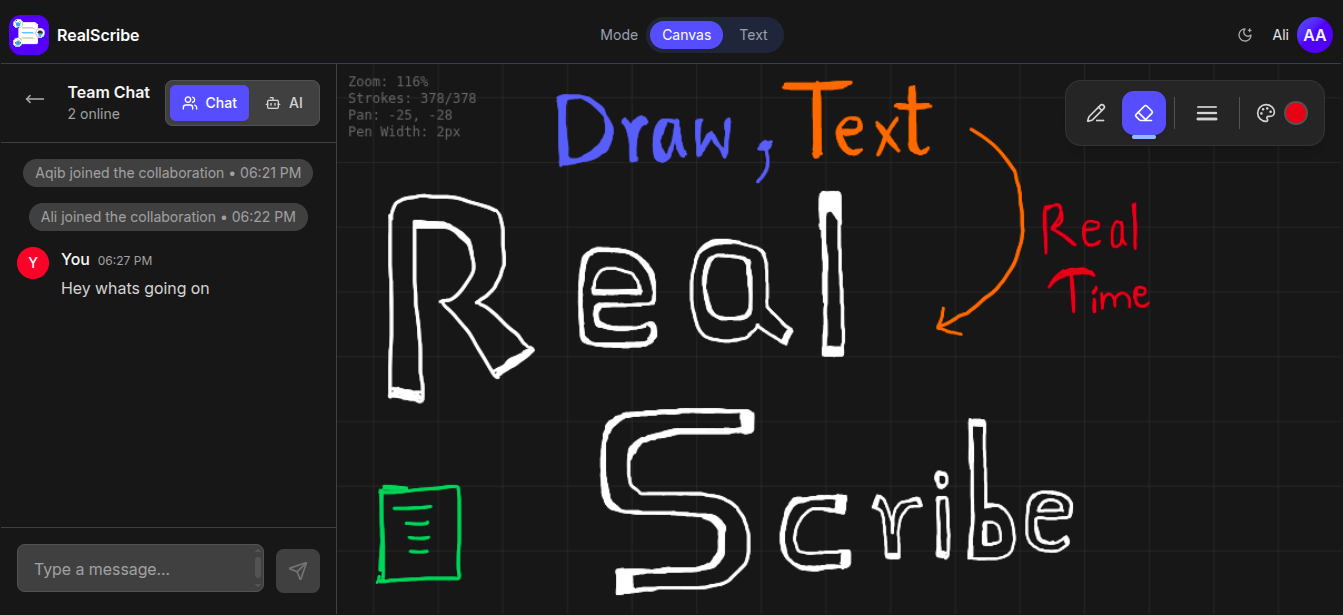 RealScribe
Mode Canvas Text
Ali AA
Team Chat
2 online
Chat AI
Aqib joined the collaboration • 06:21 PM
Ali joined the collaboration • 06:22 PM
Y You 06:27 PM
Hey whats going on
Type a message...
Zoom: 116%
Strokes: 378/378
Pan: -25, -28
Pen Width: 2px
Draw, Text
Real
Time
Real
Scribe